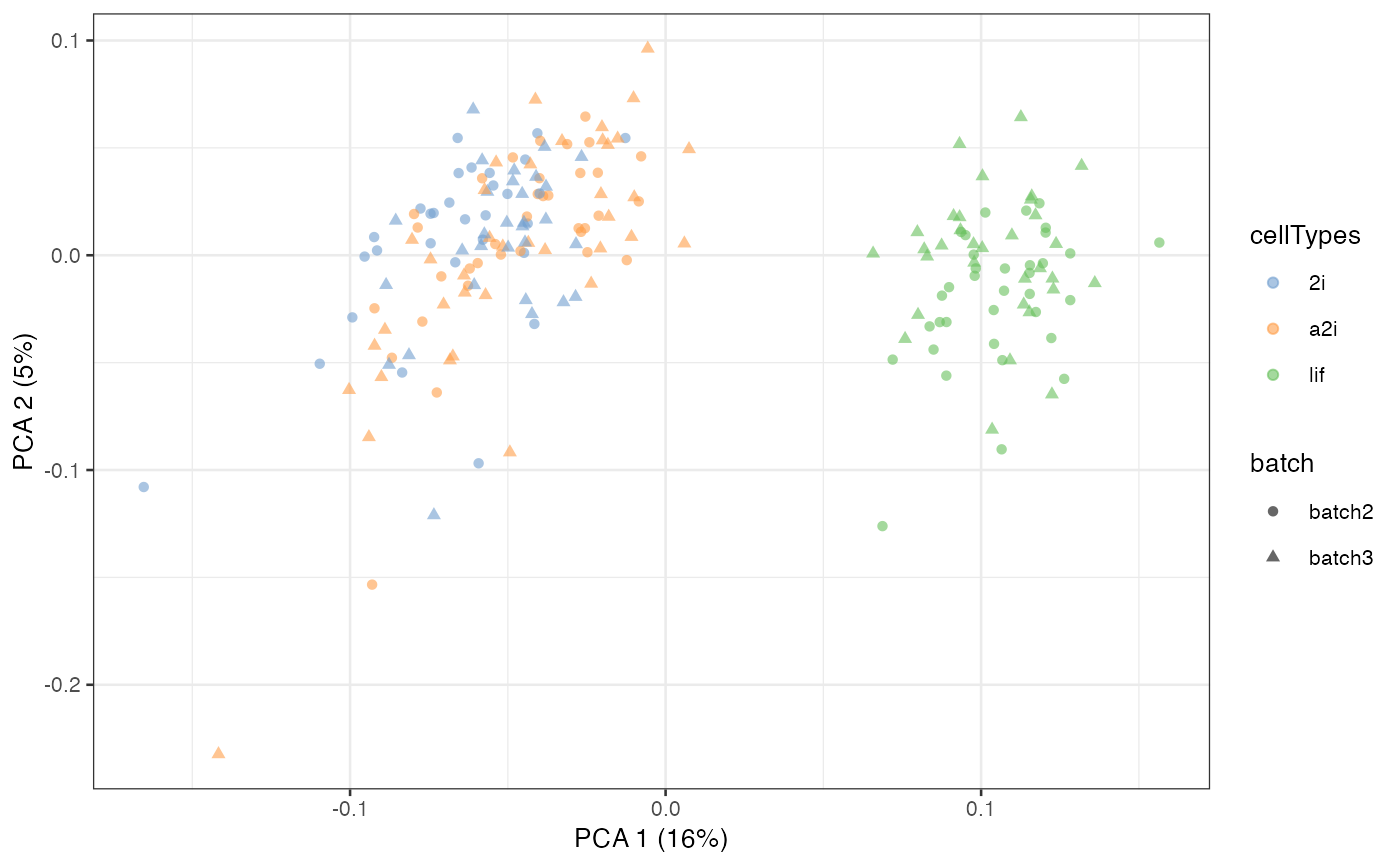 0.1
0.0
-0.1
-0.2
PCA 2 (5%)
-0.1
0.0
0.1
PCA 1 (16%)
cellTypes
2i
a2i
lif
batch
batch2
batch3